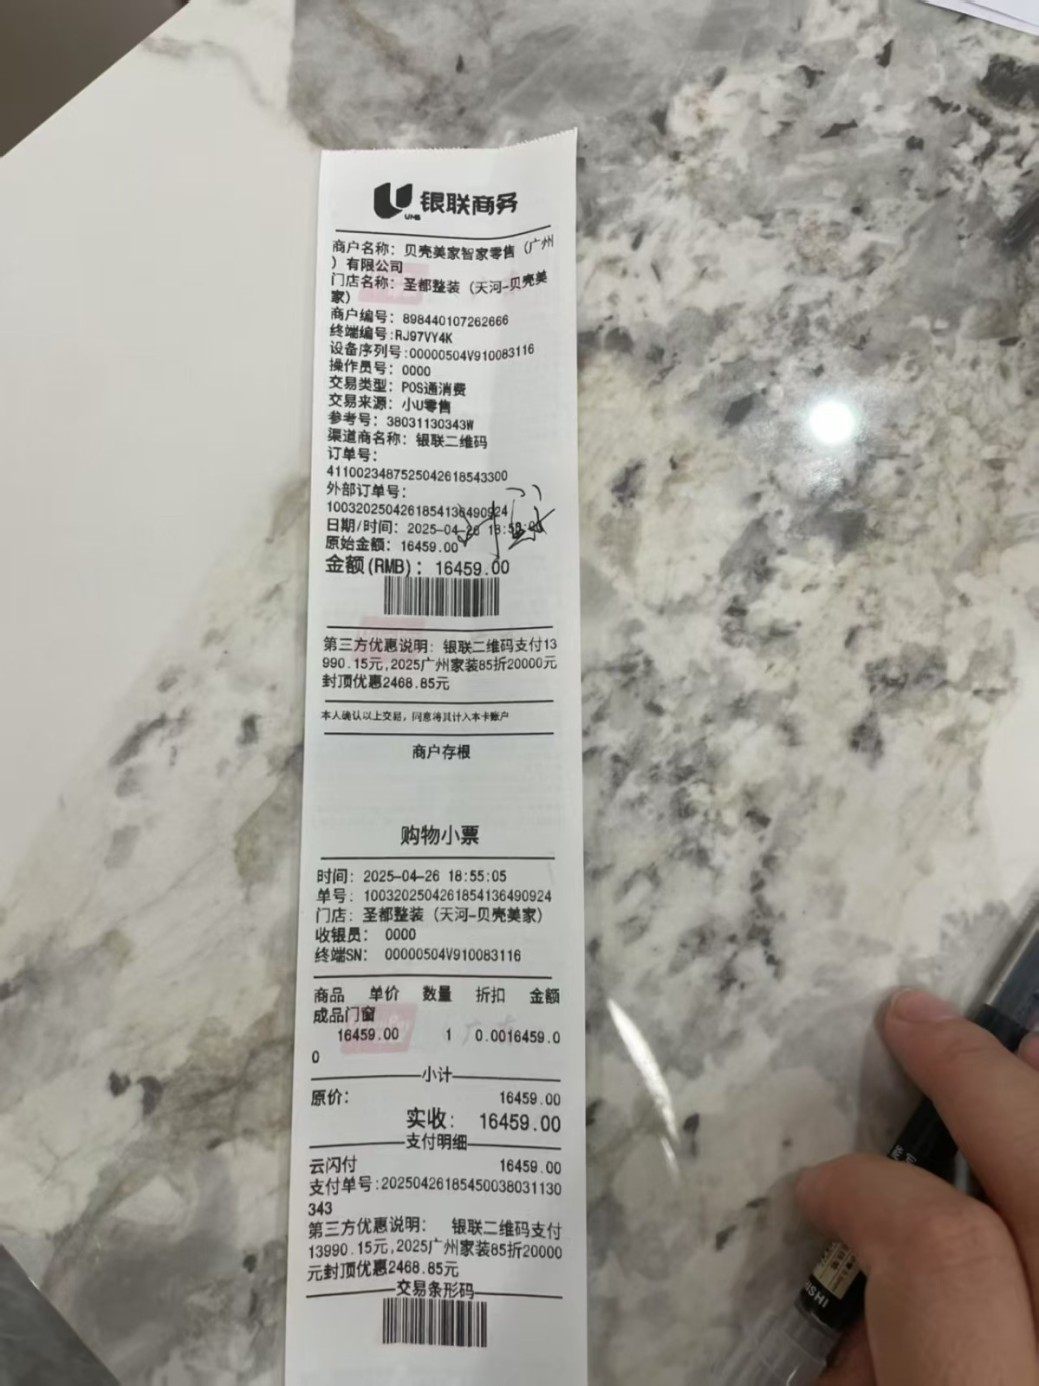 银联商务
UMS
商户名称: 贝壳美家智家零售 (广州
) 有限公司
门店名称: 圣都整装 (天河-贝壳美
家)
商户编号: 898440107262666
终端编号:RJ97VY4K
设备序列号:00000504V910083116
操作员号: 0000
交易类型: POS通消费
交易来源: 小U零售
参考号: 38031130343W
渠道商名称: 银联二维码
订单号:
4110023487525042618543300
外部订单号:
1003202504261854136490924
日期/时间: 2025-04-26 18:55:05
原始金额: 16459.00
金额(RMB): 16459.00
第三方优惠说明: 银联二维码支付13
990.15元,2025广州家装85折20000元
封顶优惠2468.85元
本人确认以上交易, 同意将其计入本卡账户
商户存根
购物小票
时间: 2025-04-26 18:55:05
单号: 1003202504261854136490924
门店: 圣都整装 (天河-贝壳美家)
收银员: 0000
终端SN: 00000504V910083116
商品 单价 数量 折扣 金额
成品门窗
16459.00 1 0.0016459.0
0
小计
原价: 16459.00
实收: 16459.00
支付明细
云闪付 16459.00
支付单号:20250426185450038031130
343
第三方优惠说明: 银联二维码支付
13990.15元,2025广州家装85折20000
元封顶优惠2468.85元
交易条形码